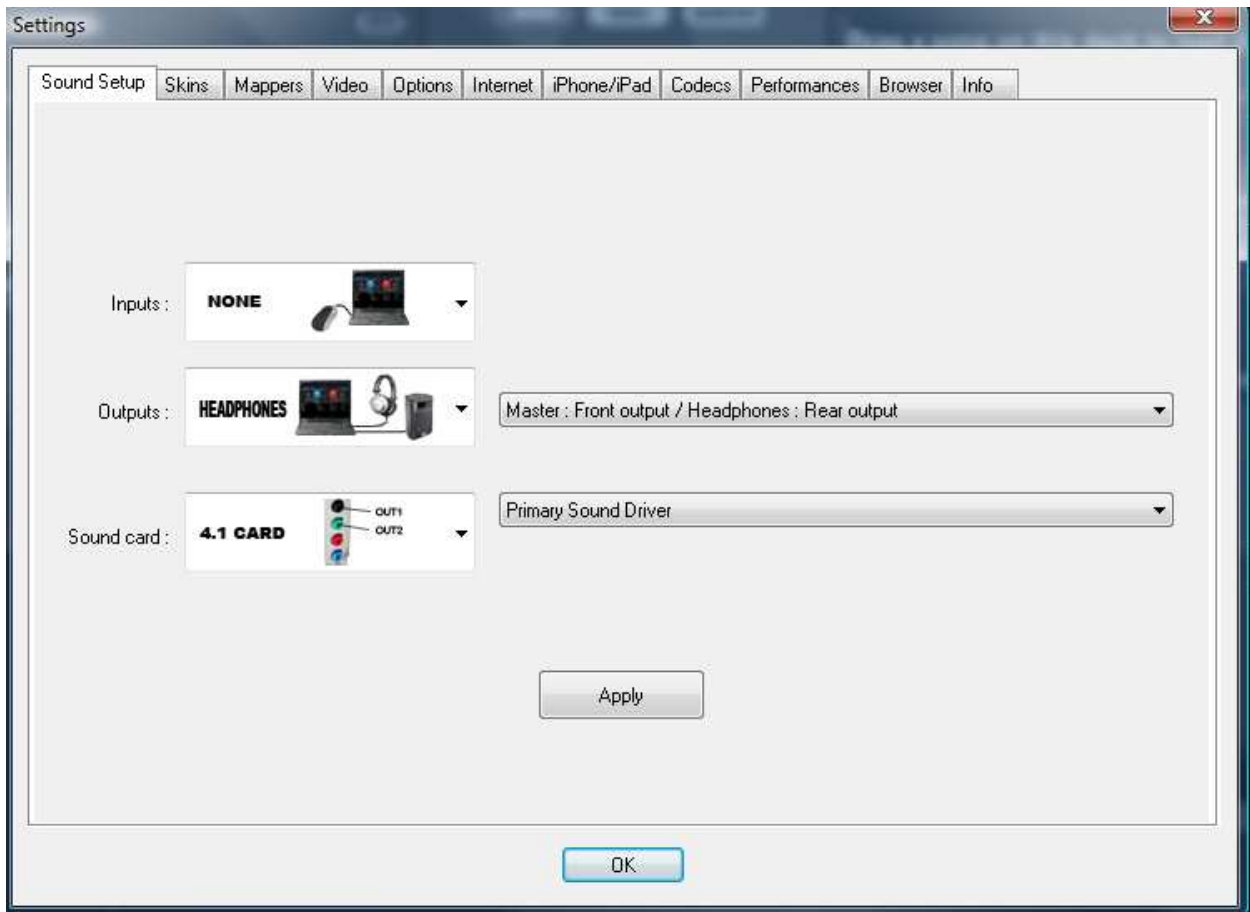 Settings
Sound Setup Skins Mappers Video Options Internet iPhone/iPad Codecs Performances Browser Info
Inputs : NONE
Outputs : HEADPHONES Master : Front output / Headphones : Rear output
Sound card : 4.1 CARD OUT1 Primary Sound Driver
OUT2
Apply
OK